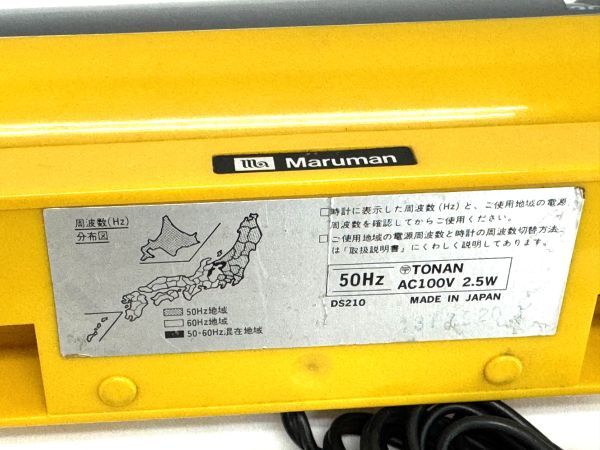 Maruman
周波数(Hz)
分布図
50Hz地域
60Hz地域
50・60Hz混在地域
□時計に表示した周波数(Hz)と、ご使用地域の電源
周波数を確認してからご使用ください。
□ご使用地域の電源周波数と時計の周波数切替方法
は「取扱説明書」にくわしく説明してあります。
50Hz
TONAN
AC100V 2.5W
DS210
MADE IN JAPAN